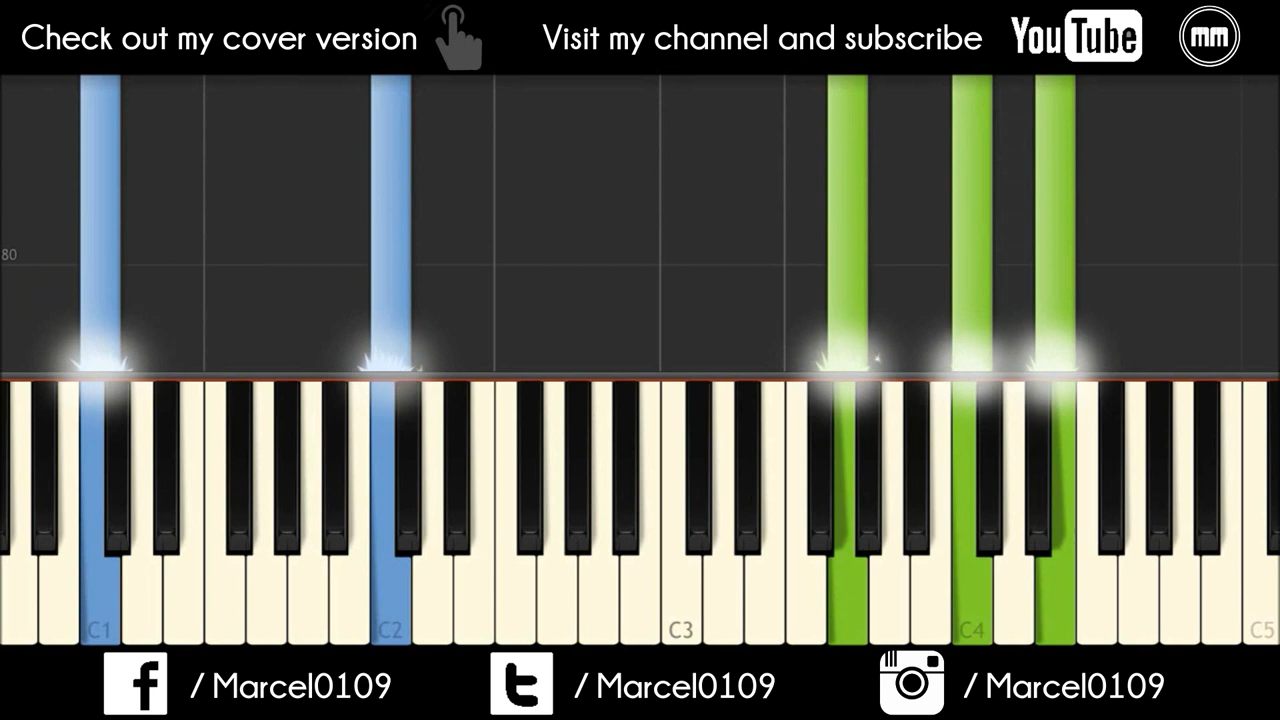 Check out my cover version
Visit my channel and subscribe
YouTube
mm
80
C1
C2
C3
C4
C5
/Marcel0109
/Marcel0109
/Marcel0109